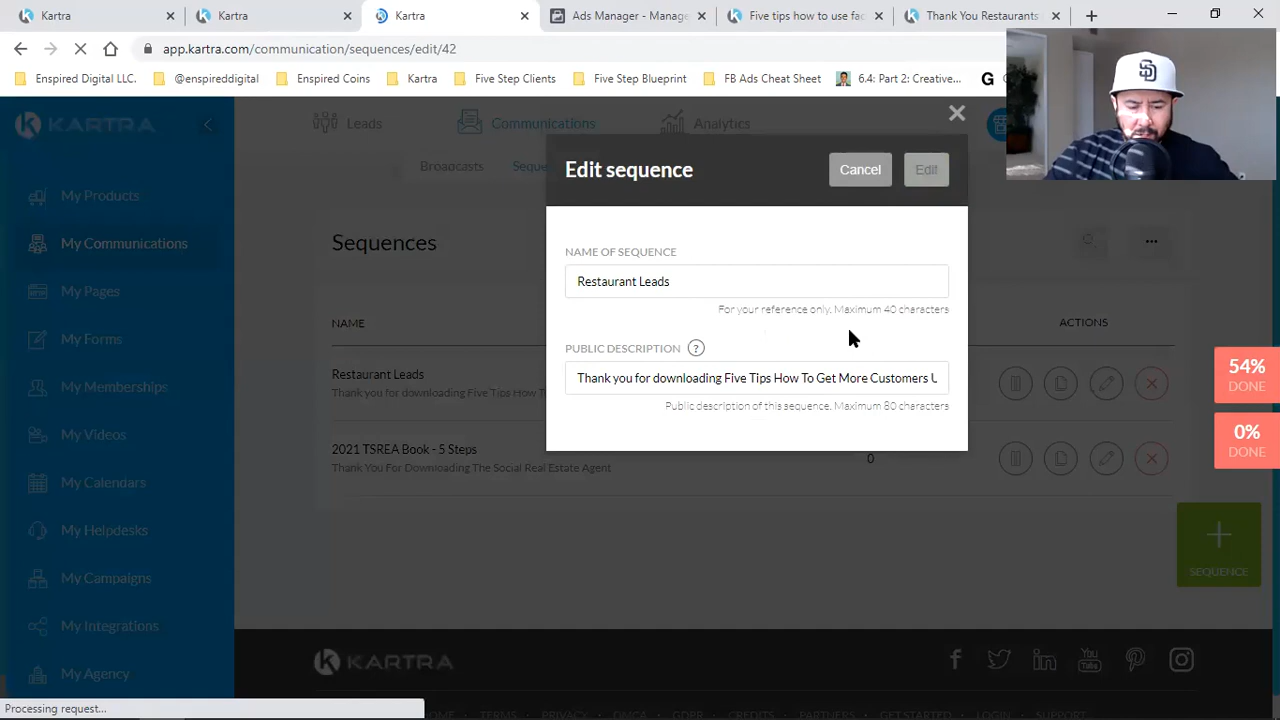 Kartra
Kartra
Kartra
Ads Manager - Manage
Five tips how to use fac
Thank You Restaurants
app.kartra.com/communication/sequences/edit/42
Enspired Digital LLC.
@enspireddigital
Enspired Coins
Kartra
Five Step Clients
Five Step Blueprint
FB Ads Cheat Sheet
6.4: Part 2: Creative...
G
KARTRA
Leads
Communications
Analytics
Broadcasts
Seque
Edit sequence
Cancel
Edit
My Products
My Communications
My Pages
My Forms
My Memberships
My Videos
My Calendars
My Helpdesks
My Campaigns
My Integrations
My Agency
Sequences
NAME OF SEQUENCE
Restaurant Leads
For your reference only. Maximum 40 characters
NAME
ACTIONS
PUBLIC DESCRIPTION ?
Thank you for downloading Five Tips How To Get More Customers U
Public description of this sequence. Maximum 80 characters
Restaurant Leads
Thank you for downloading Five Tips How T
2021 TSREA Book - 5 Steps
Thank You For Downloading The Social Real Estate Agent
0
54%
DONE
0%
DONE
SEQUENCE
KARTRA
You
Tube
Processing request...
HOME TERMS PRIVACY DMCA GDPR CREDITS PARTNERS GET STARTED LOGIN SUPPORT